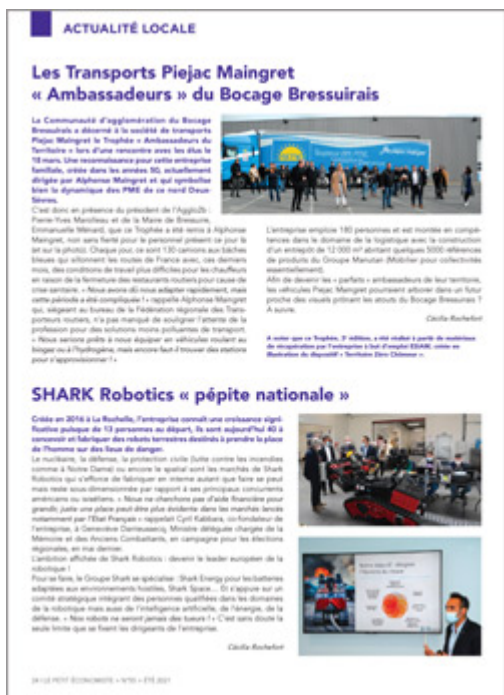 ACTUALITÉ LOCALE
Les Transports Piejac Maingret
« Ambassadeurs » du Bocage Bressuirais
La Communauté d'agglomération du Bocage
Bressuirais a décerné à la société de transports
Piejac Maingret le Trophée « Ambassadeurs du
Territoire » lors d'une rencontre avec les élus le
18 mars. Une reconnaissance pour cette entreprise
familiale, créée dans les années 50, actuellement
dirigée par Alphonse Maingret et qui symbolise
bien la dynamique des PME de ce nord Deux-
Sèvres.
C'est donc en présence du président de l'Agglo2b :
Pierre-Yves Marolleau et de la Maire de Bressuire,
Emmanuelle Ménard, que ce Trophée a été remis à Alphonse
Maingret, non sans fierté pour le personnel présent ce jour là
(et sur la photo). Chaque jour, ce sont 130 camions aux bâches
bleues qui sillonnent les routes de France avec, ces derniers
mois, des conditions de travail plus difficiles pour les chauffeurs
en raison de la fermeture des restaurants routiers pour cause de
crise sanitaire. « Nous avons dû nous adapter rapidement, mais
cette période a été compliquée ! » rappelle Alphonse Maingret
qui, siégeant au bureau de la Fédération régionale des Trans-
porteurs routiers, n'a pas manqué de souligner l'attente de la
profession pour des solutions moins polluantes de transport.
« Nous serions prêts à nous équiper en véhicules roulant au
biogaz ou à l'hydrogène, mais encore faut-il trouver des stations
pour s'approvisionner ! »
L'entreprise emploie 180 personnes et est montée en compé-
tences dans le domaine de la logistique avec la construction
d'un entrepôt de 12 000 m² abritant quelques 5000 références
de produits du Groupe Manutan (Mobilier pour collectivités
essentiellement).
Afin de devenir les « parfaits » ambassadeurs de leur territoire,
les véhicules Piejac Maingret pourraient arborer dans un futur
proche des visuels prônant les atouts du Bocage Bressuirais ?
A suivre.
Cécilia Rochefort
A noter que ce Trophée, 3e édition, a été réalisé à partir de matériaux
de récupération par l'entreprise à but d'emploi ESIAM, créée en
illustration du dispositif « Territoire Zéro Chômeur ».
SHARK Robotics « pépite nationale »
Créée en 2016 à La Rochelle, l'entreprise connaît une croissance signi-
ficative puisque de 13 personnes au départ, ils sont aujourd'hui 40 à
concevoir et fabriquer des robots terrestres destinés à prendre la place
de l'homme sur les lieux de danger.
Le nucléaire, la défense, la protection civile (lutte contre les incendies
comme à Notre Dame) ou encore le spatial sont les marchés de Shark
Robotics qui s'efforce de fabriquer en interne autant que faire se peut
mais reste sous-dimensionnée par rapport à ses principaux concurrents
américains ou israéliens. « Nous ne cherchons pas d'aide financière pour
grandir, juste une place peut être plus évidente dans les marchés lancés
notamment par l'État Français » rappelait Cyril Kabbara, co-fondateur de
l'entreprise, à Geneviève Darrieussecq, Ministre déléguée chargée de la
Mémoire et des Anciens Combattants, en campagne pour les élections
régionales, en mai dernier.
L'ambition affichée de Shark Robotics : devenir le leader européen de la
robotique !
Pour se faire, le Groupe Shark se spécialise : Shark Energy pour les batteries
adaptées aux environnements hostiles, Shark Space... Et s'appuie sur un
comité stratégique intégrant des personnes qualifiées dans les domaines
de la robotique mais aussi de l'intelligence artificielle, de l'énergie, de la
défense. « Nos robots ne seront jamais des tueurs ! » C'est sans doute la
seule limite que se fixent les dirigeants de l'entreprise.
Cécilia Rochefort
24 I LE PETIT ÉCONOMISTE • N°93 • ÉTÉ 2021